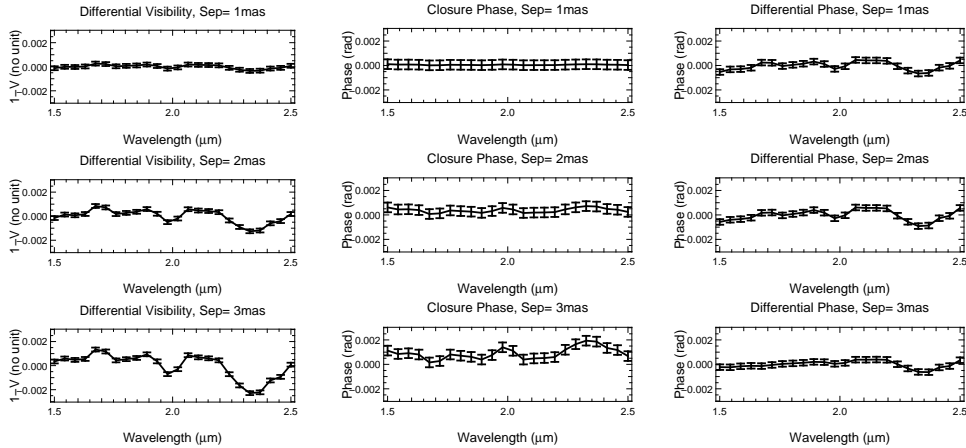 Differential Visibility, Sep= 1mas
1−V (no unit)
0.002
0.000
−0.002
1.5
2.0
2.5
Wavelength (μm)
Closure Phase, Sep= 1mas
Phase (rad)
0.002
0.000
−0.002
1.5
2.0
2.5
Wavelength (μm)
Differential Phase, Sep= 1mas
Phase (rad)
0.002
0.000
−0.002
1.5
2.0
2.5
Wavelength (μm)
Differential Visibility, Sep= 2mas
1−V (no unit)
0.002
0.000
−0.002
1.5
2.0
2.5
Wavelength (μm)
Closure Phase, Sep= 2mas
Phase (rad)
0.002
0.000
−0.002
1.5
2.0
2.5
Wavelength (μm)
Differential Phase, Sep= 2mas
Phase (rad)
0.002
0.000
−0.002
1.5
2.0
2.5
Wavelength (μm)
Differential Visibility, Sep= 3mas
1−V (no unit)
0.002
0.000
−0.002
1.5
2.0
2.5
Wavelength (μm)
Closure Phase, Sep= 3mas
Phase (rad)
0.002
0.000
−0.002
1.5
2.0
2.5
Wavelength (μm)
Differential Phase, Sep= 3mas
Phase (rad)
0.002
0.000
−0.002
1.5
2.0
2.5
Wavelength (μm)